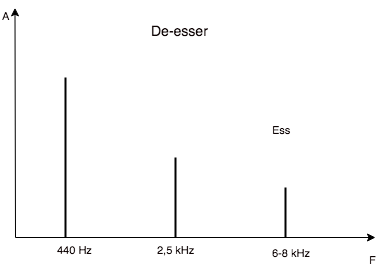 A
De-esser
Ess
440 Hz
2,5 kHz
6-8 kHz
F